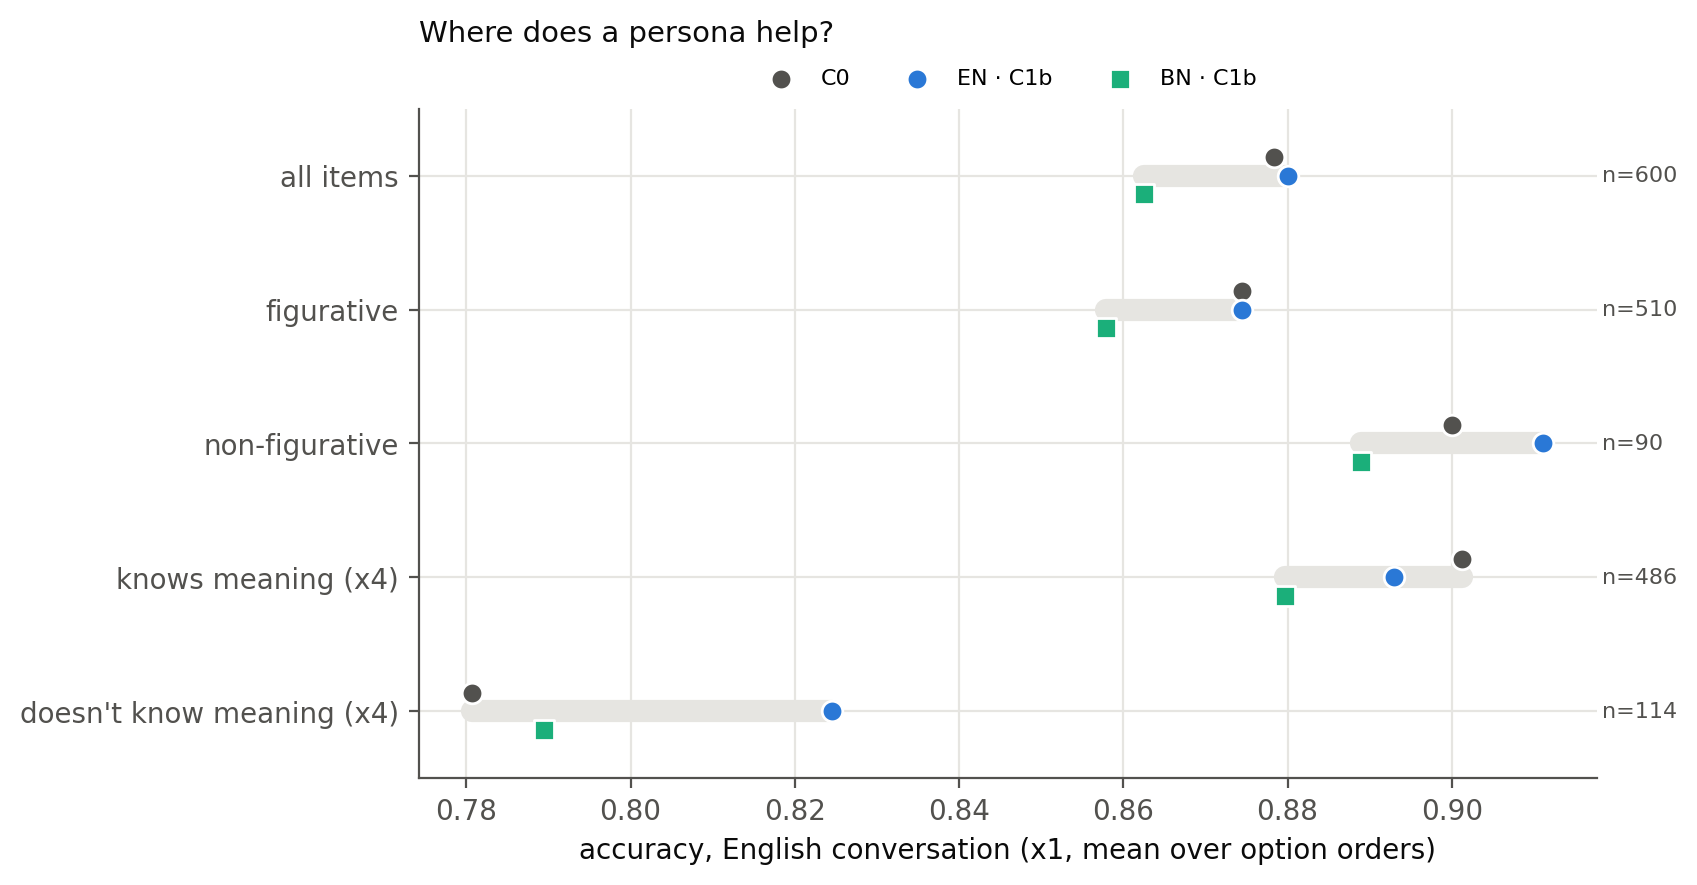 Where does a persona help?
C0
EN · C1b
BN · C1b
all items
n=600
figurative
n=510
non-figurative
n=90
knows meaning (x4)
n=486
doesn't know meaning (x4)
n=114
0.78 0.80 0.82 0.84 0.86 0.88 0.90
accuracy, English conversation (x1, mean over option orders)